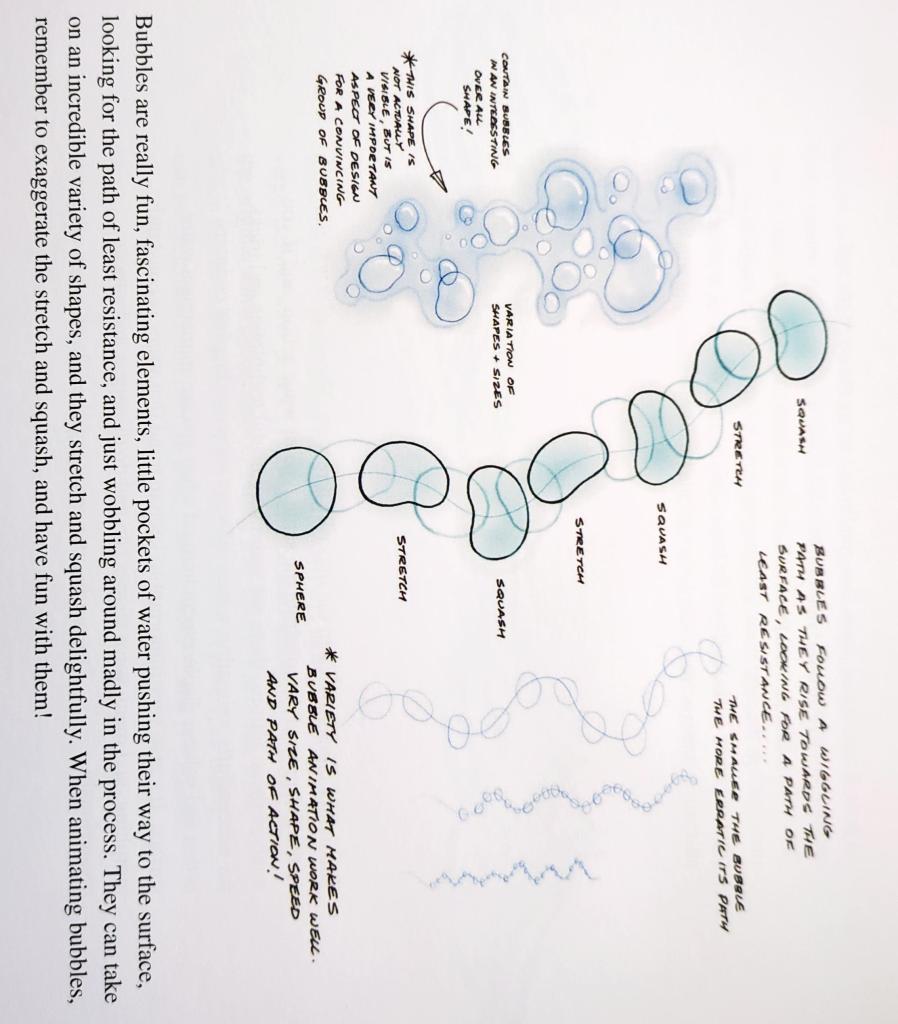 CONTAIN BUBBLES
IN AN INTERESTING
OVER ALL
SHAPE!
*THIS SHAPE IS
NOT ACTUALLY
VISIBLE, BUT IS
A VERY IMPORTANT
ASPECT OF DESIGN
FOR A CONVINCING
GROUP OF BUBBLES.
VARIATION OF
SHAPES + SIZES
SQUASH
STRETCH
SQUASH
STRETCH
SQUASH
STRETCH
SPHERE
BUBBLES FOLLOW A WIGGLING
PATH AS THEY RISE TOWARDS THE
SURFACE, LOOKING FOR A PATH OF
LEAST RESISTANCE.....
THE SMALLER THE BUBBLE
THE MORE ERRATIC ITS PATH
* VARIETY IS WHAT MAKES
BUBBLE ANIMATION WORK WELL.
VARY SIZE, SHAPE, SPEED
AND PATH OF ACTION!
Bubbles are really fun, fascinating elements, little pockets of water pushing their way to the surface,
looking for the path of least resistance, and just wobbling around madly in the process. They can take
on an incredible variety of shapes, and they stretch and squash delightfully. When animating bubbles,
remember to exaggerate the stretch and squash, and have fun with them!